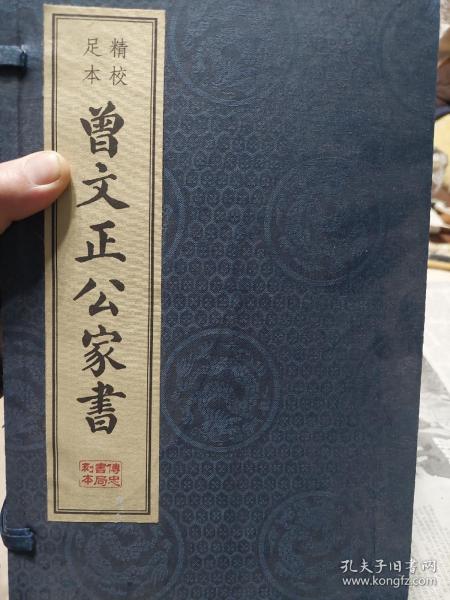 精校
足本
曾文正公家書
傳忠
書局
刻本
孔夫子旧书网
www.kongfz.com